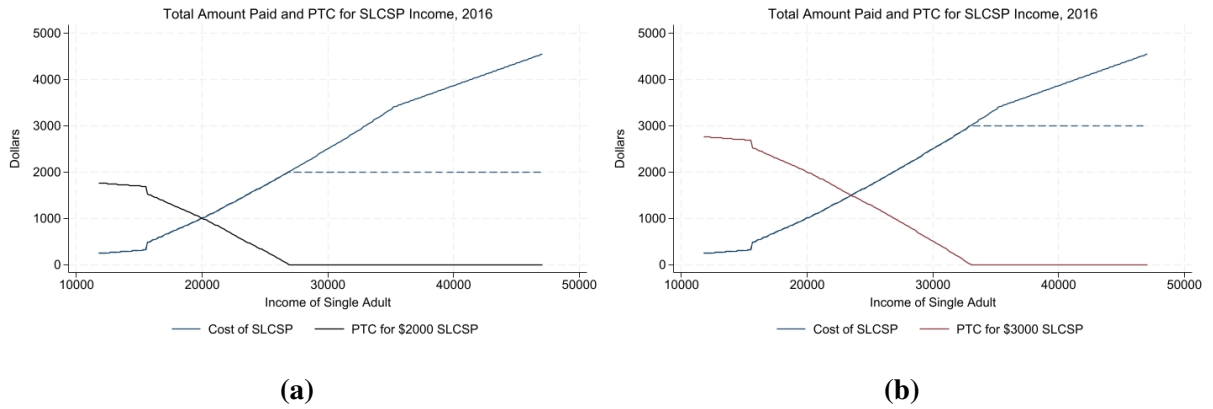 Total Amount Paid and PTC for SLCSP Income, 2016
5000
4000
3000
2000
1000
0
Dollars
10000 20000 30000 40000 50000
Income of Single Adult
Cost of SLCSP PTC for $2000 SLCSP
(a)
Total Amount Paid and PTC for SLCSP Income, 2016
5000
4000
3000
2000
1000
0
Dollars
10000 20000 30000 40000 50000
Income of Single Adult
Cost of SLCSP PTC for $3000 SLCSP
(b)